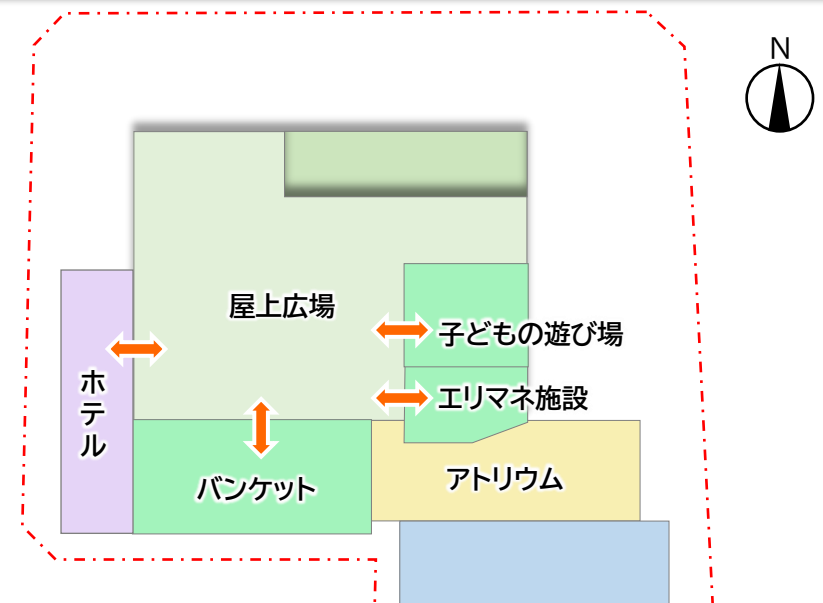 N
屋上広場
子どもの遊び場
エリマネ施設
ホテル
バンケット
アトリウム